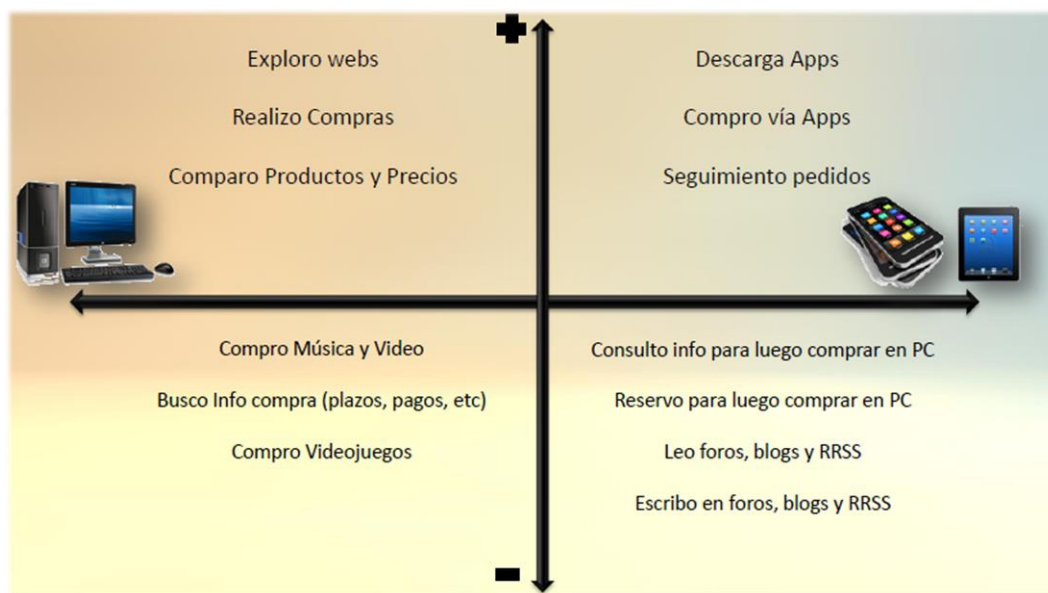 +
Exploro webs
Realizo Compras
Comparo Productos y Precios
Descarga Apps
Compro vía Apps
Seguimiento pedidos
Compro Música y Video
Busco Info compra (plazos, pagos, etc)
Compro Videojuegos
Consulto info para luego comprar en PC
Reservo para luego comprar en PC
Leo foros, blogs y RRSS
Escribo en foros, blogs y RRSS
-